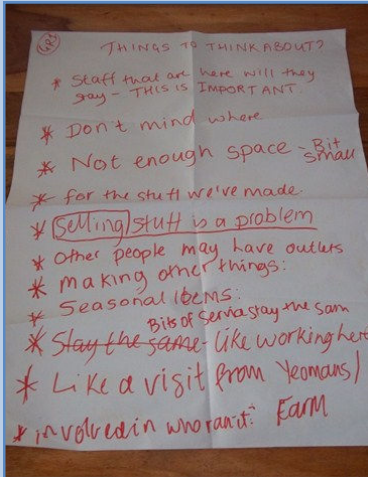 THINGS TO THINK ABOUT?
* Staff that are here will they
stay - THIS IS IMPORTANT.
* Don't mind where
* Not enough space - Bit
small
* for the stuff we've made.
* Selling stuff is a problem
* Other people may have outlets
* Making other things:
* Seasonal Items:
Bits of Service stay the sam
* Stay the same - like working here
* Like a visit from Yeomans/
Farm
* involved in who ran it: